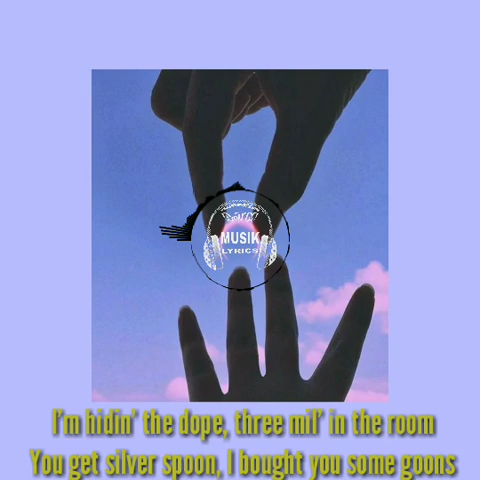 MUSIK
LYRICS
I'm hidin' the dope, three mil' in the room
You get silver spoon, I bought you some goons